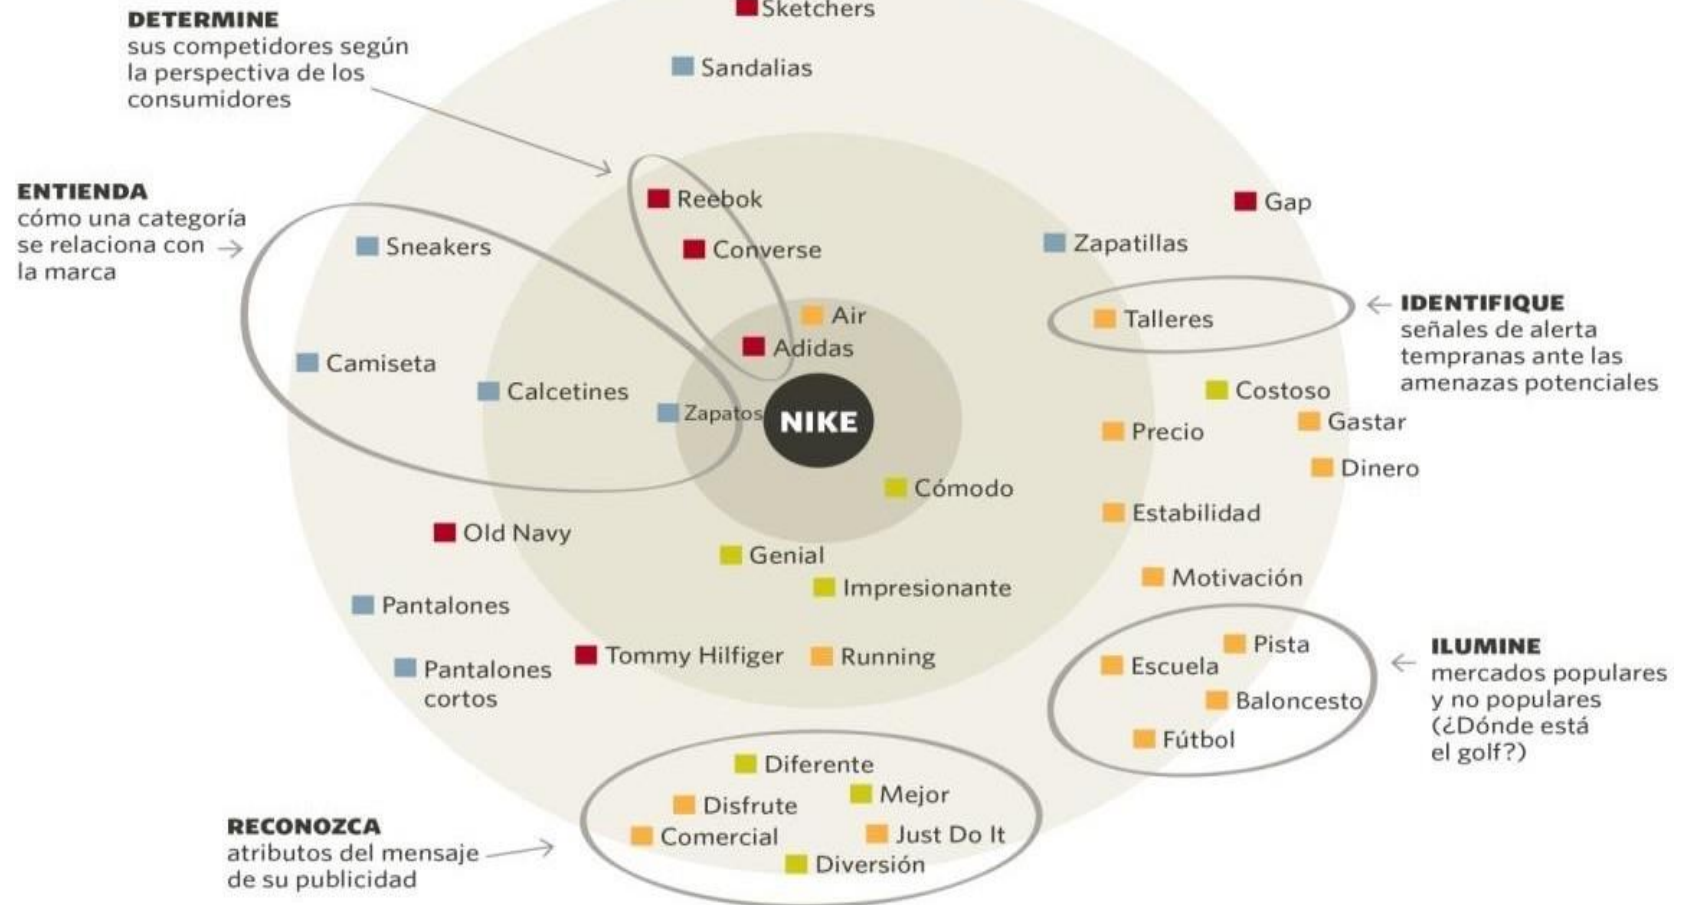 DETERMINE
sus competidores según
la perspectiva de los
consumidores
Sketchers
Sandalias
ENTIENDA
cómo una categoría
se relaciona con
la marca
Reebok
Converse
Gap
Zapatillas
Sneakers
Air
Adidas
Talleres
IDENTIFIQUE
señales de alerta
tempranas ante las
amenazas potenciales
Camiseta
Calcetines
Zapatos
NIKE
Costoso
Gastar
Precio
Dinero
Cómodo
Estabilidad
Old Navy
Genial
Impresionante
Motivación
Pantalones
Tommy Hilfiger
Running
Pantalones
cortos
Pista
Escuela
Baloncesto
Fútbol
ILUMINE
mercados populares
y no populares
(¿Dónde está
el golf?)
Diferente
Mejor
Disfrute
Comercial
Just Do It
Diversión
RECONOZCA
atributos del mensaje
de su publicidad